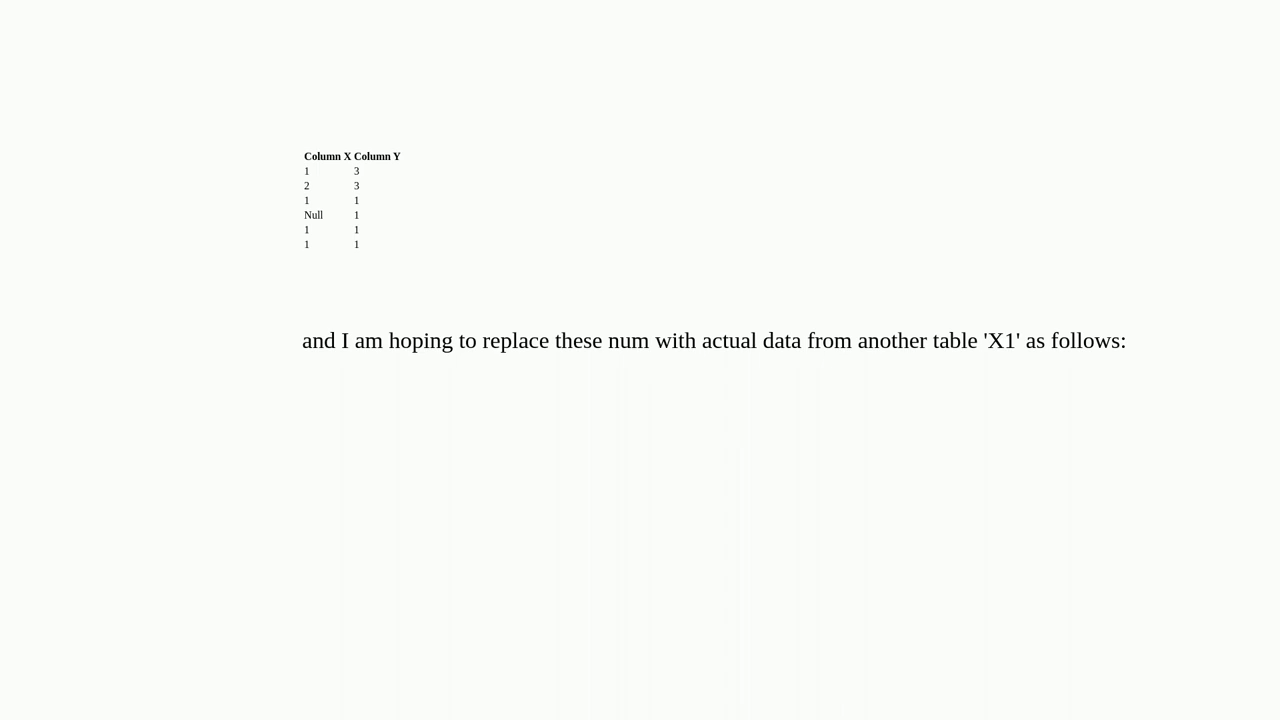 Column X Column Y
1 3
2 3
1 1
Null 1
1 1
1 1
and I am hoping to replace these num with actual data from another table 'X1' as follows: